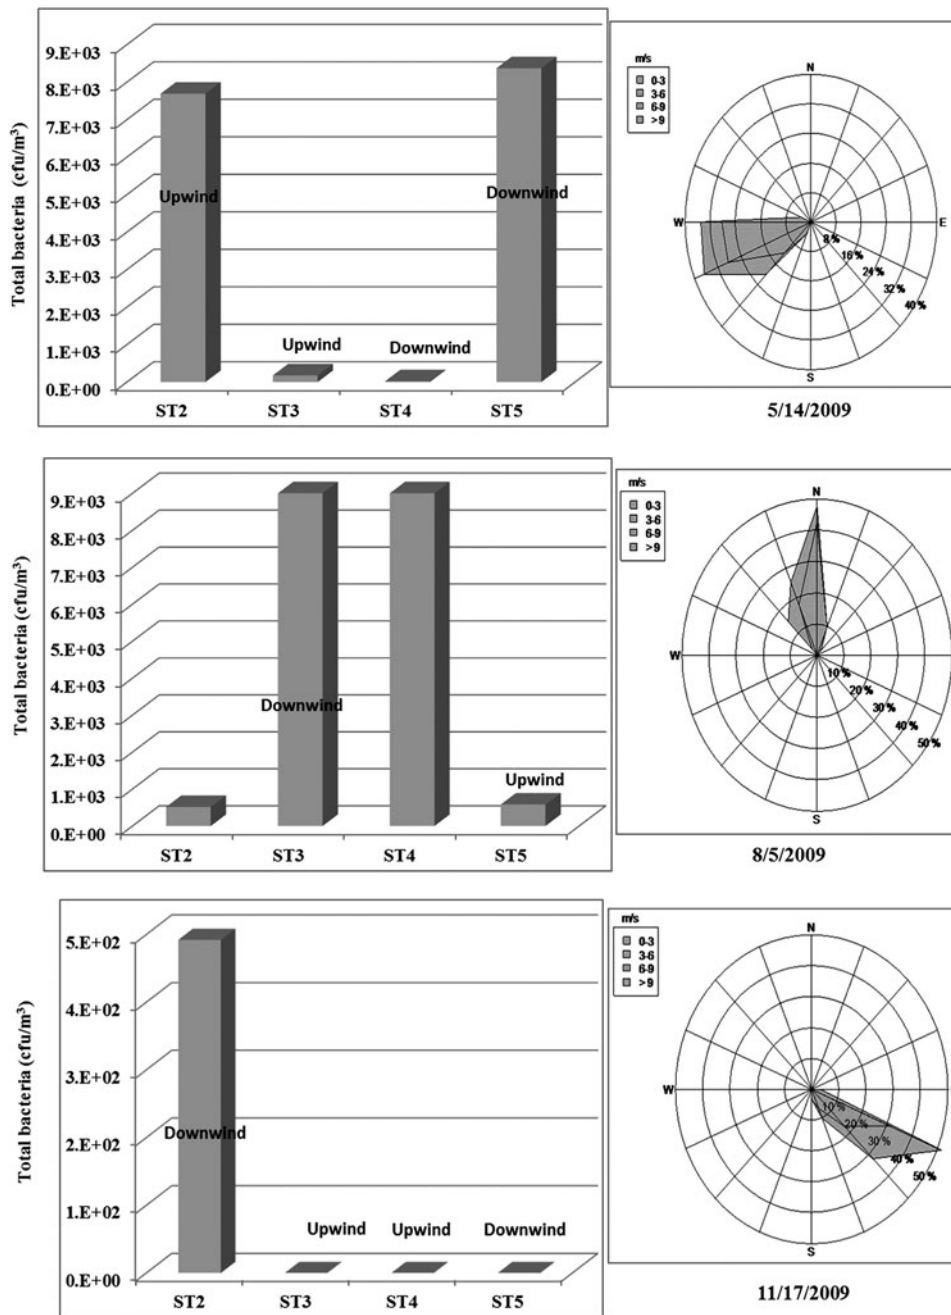 Total bacteria (cfu/m³)
9.E+03
8.E+03
7.E+03
6.E+03
5.E+03
4.E+03
3.E+03
2.E+03
1.E+03
0.E+00
Upwind
Upwind
Downwind
Downwind
ST2 ST3 ST4 ST5
m/s
0-3
3-6
6-9
>9
N
W
E
S
8%
16%
24%
32%
40%
5/14/2009
Total bacteria (cfu/m³)
9.E+03
8.E+03
7.E+03
6.E+03
5.E+03
4.E+03
3.E+03
2.E+03
1.E+03
0.E+00
Downwind
Upwind
ST2 ST3 ST4 ST5
m/s
0-3
3-6
6-9
>9
N
W
S
10%
20%
30%
40%
50%
8/5/2009
Total bacteria (cfu/m³)
5.E+02
4.E+02
3.E+02
2.E+02
1.E+02
0.E+00
Downwind
Upwind
Upwind
Downwind
ST2 ST3 ST4 ST5
m/s
0-3
3-6
6-9
>9
N
W
S
10%
20%
30%
40%
50%
11/17/2009